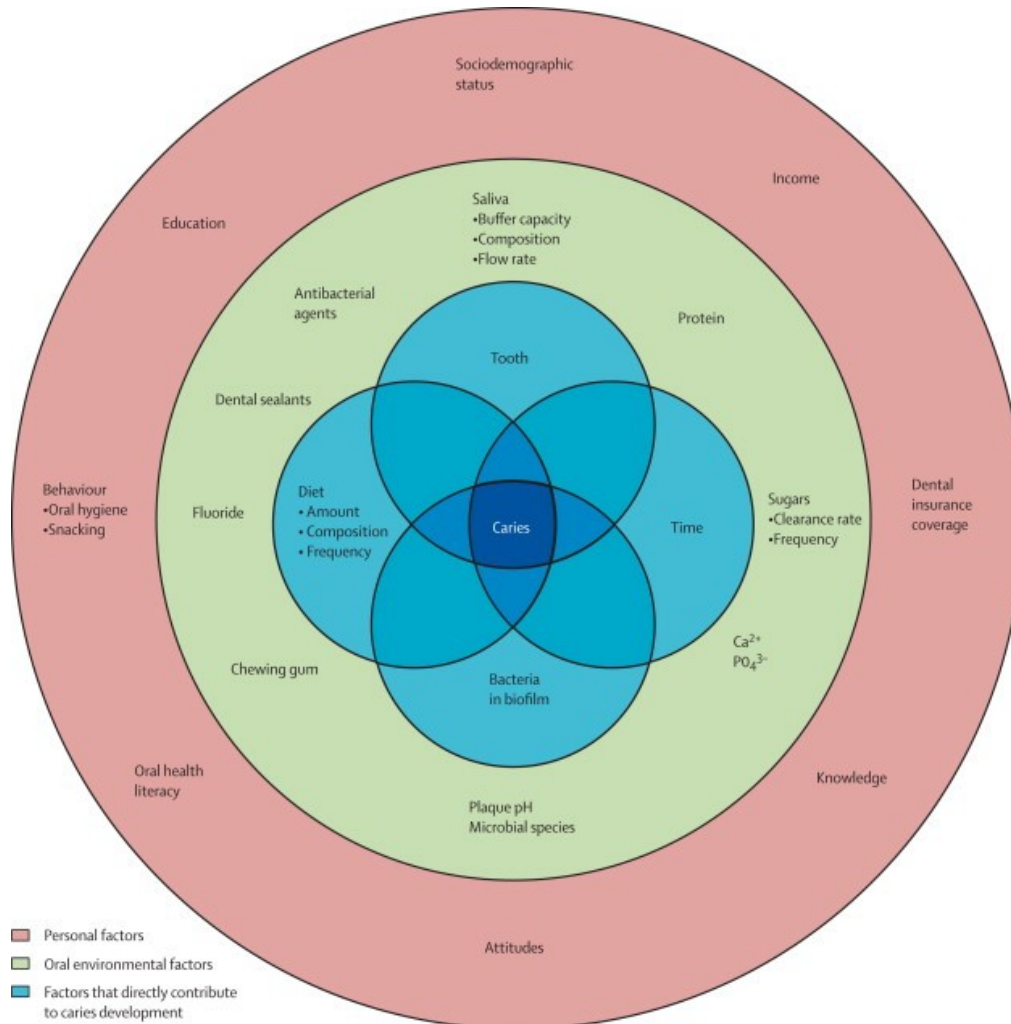 Sociodemographic
status
Income
Education
Saliva
•Buffer capacity
•Composition
•Flow rate
Antibacterial
agents
Protein
Tooth
Dental sealants
Behaviour
•Oral hygiene
•Snacking
Fluoride
Diet
• Amount
• Composition
• Frequency
Caries
Time
Sugars
•Clearance rate
•Frequency
Dental
insurance
coverage
Ca²⁺
PO₄³⁻
Chewing gum
Bacteria
in biofilm
Oral health
literacy
Knowledge
Plaque pH
Microbial species
Attitudes
Personal factors
Oral environmental factors
Factors that directly contribute
to caries development